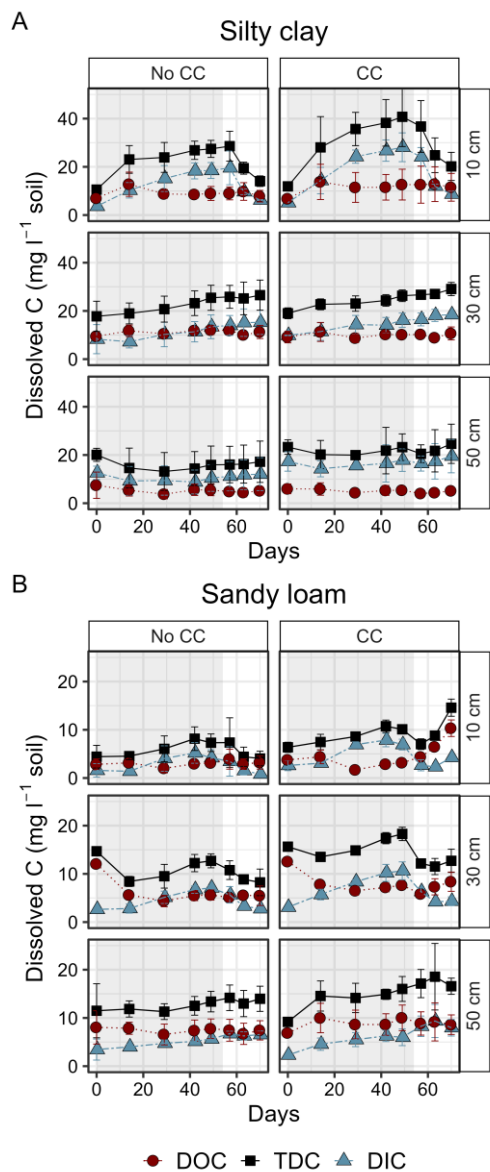 A
Silty clay
No CC CC
40
20
0
10 cm
40
20
0
30 cm
40
20
0
50 cm
Dissolved C (mg l⁻¹ soil)
0 20 40 60 0 20 40 60
Days
B
Sandy loam
No CC CC
20
10
0
10 cm
20
10
0
30 cm
20
10
0
50 cm
Dissolved C (mg l⁻¹ soil)
0 20 40 60 0 20 40 60
Days
DOC TDC DIC